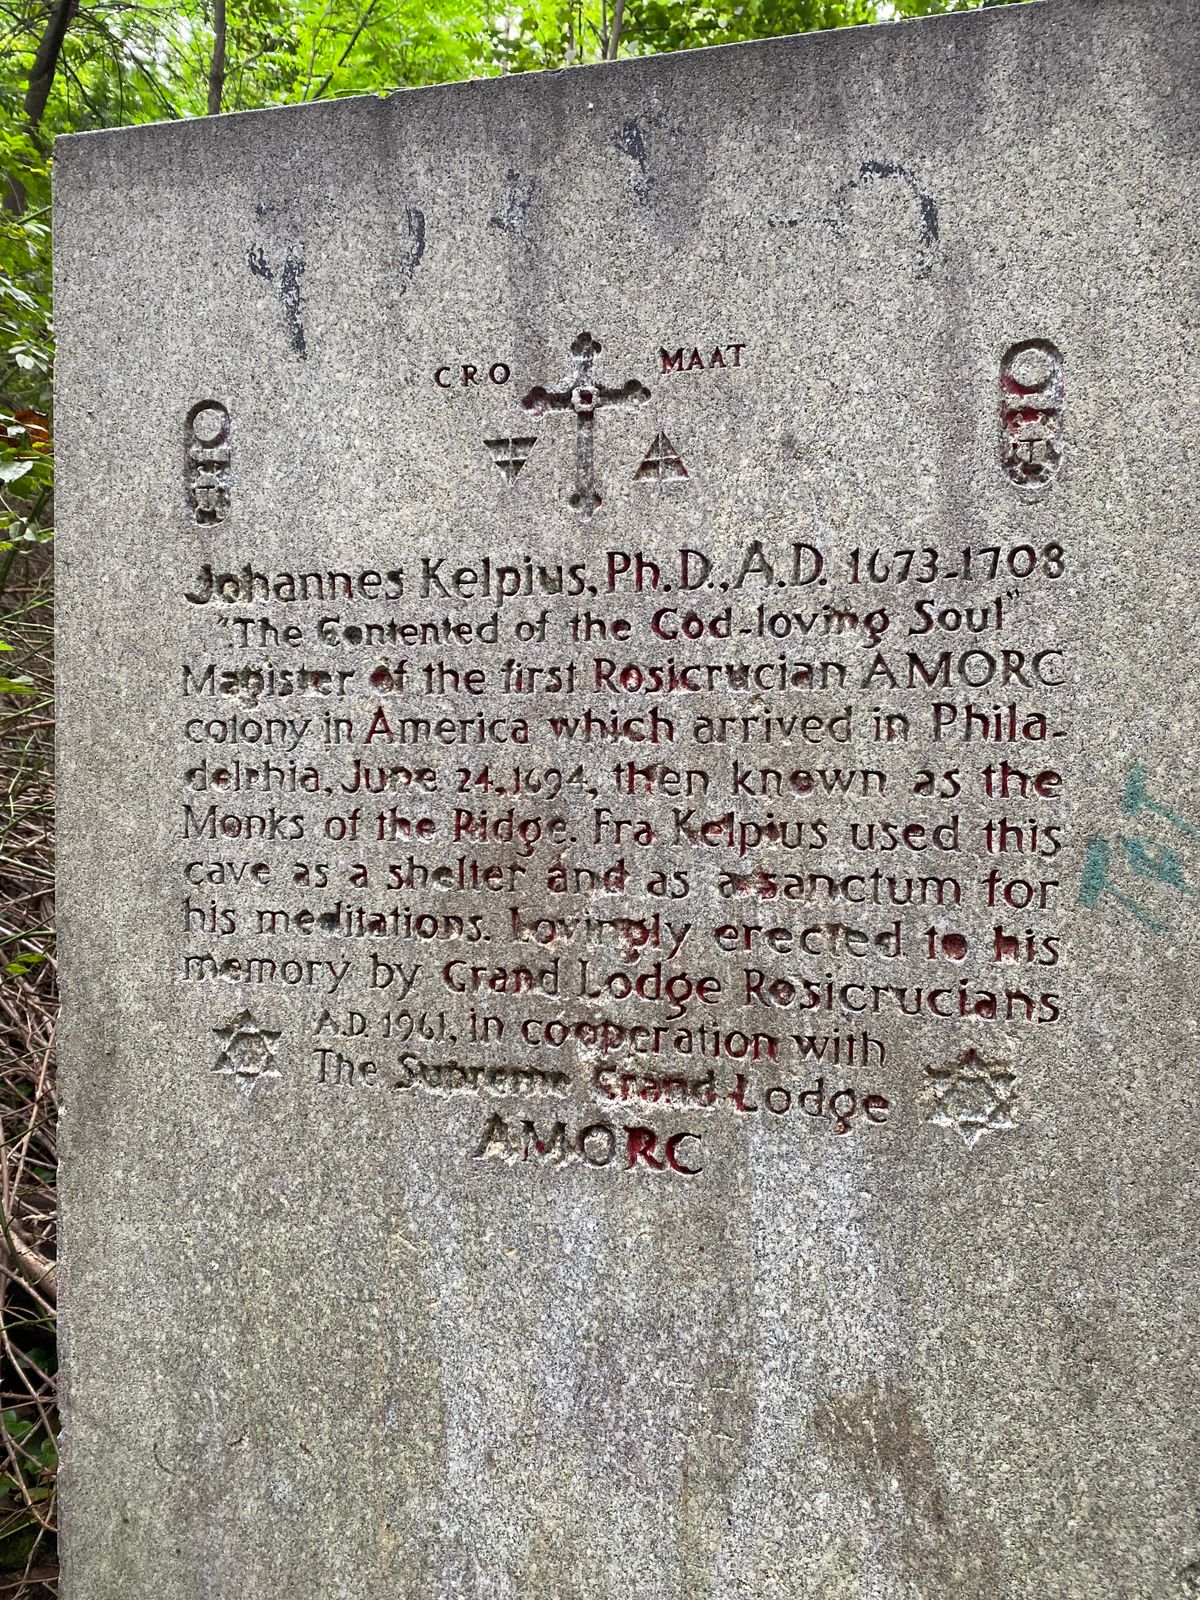 CRO MAAT
Johannes Kelpius, Ph.D., A.D. 1673-1708
"The Contented of the God-loving Soul"
Magister of the first Rosicrucian AMORC
colony in America which arrived in Phila-
delphia, June 24, 1694, then known as the
Monks of the Ridge. Fra Kelpius used this
cave as a shelter and as a sanctum for
his meditations. Lovingly erected to his
memory by Grand Lodge Rosicrucians
A.D. 1961, in cooperation with
The Supreme Grand Lodge
AMORC